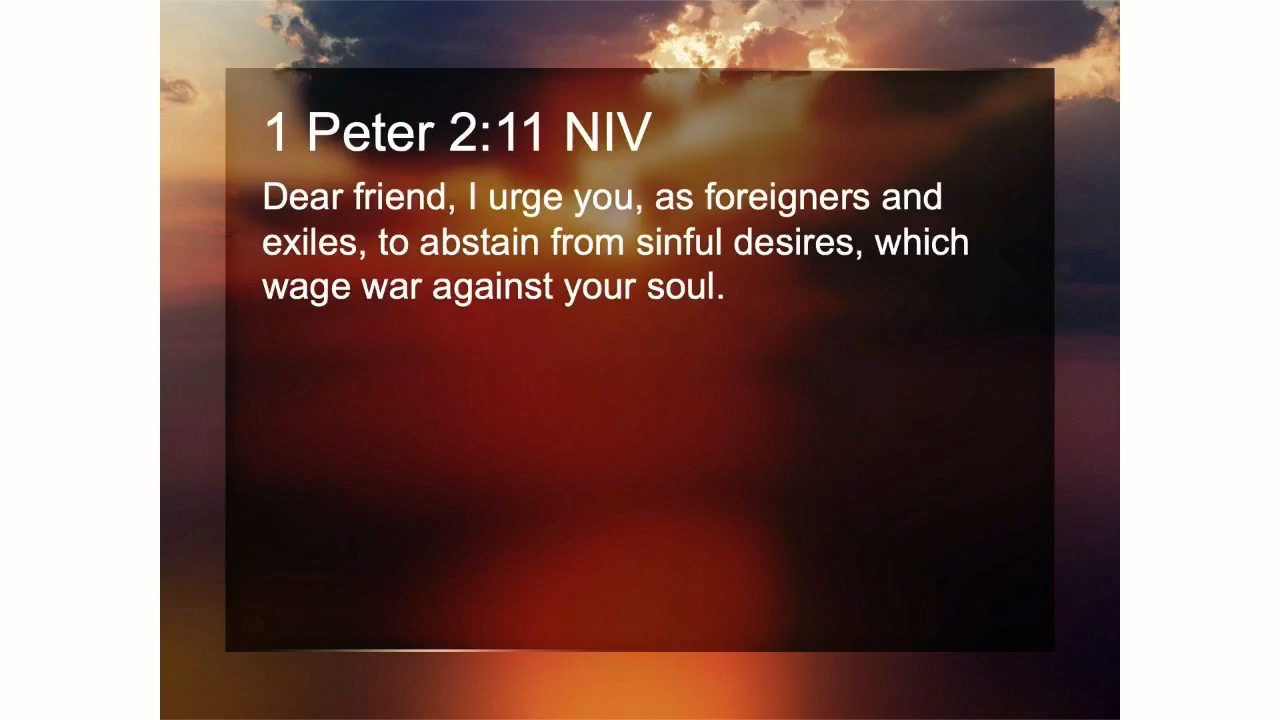 1 Peter 2:11 NIV
Dear friend, I urge you, as foreigners and
exiles, to abstain from sinful desires, which
wage war against your soul.